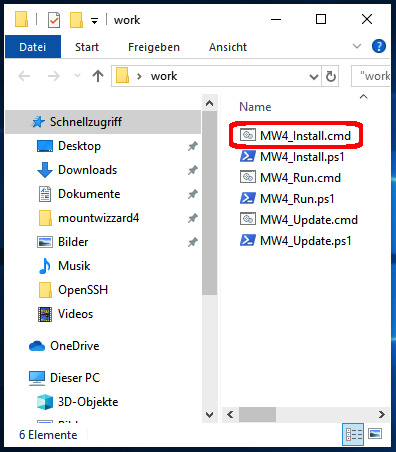 work
Datei Start Freigeben Ansicht
work
"work"
Name
Schnellzugriff
Desktop
Downloads
Dokumente
mountwizzard4
Bilder
Musik
OpenSSH
Videos
OneDrive
Dieser PC
3D-Objekte
MW4_Install.cmd
MW4_Install.ps1
MW4_Run.cmd
MW4_Run.ps1
MW4_Update.cmd
MW4_Update.ps1
6 Elemente